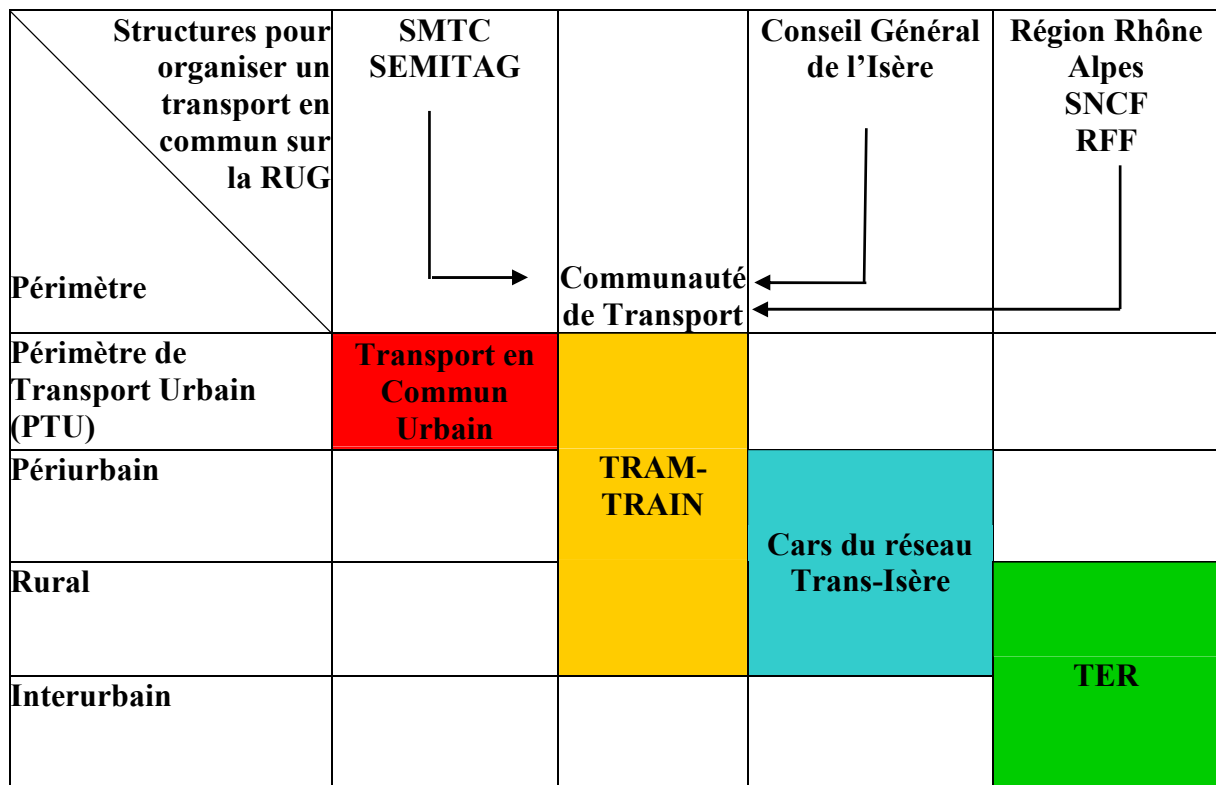 Structures pour
organiser un
transport en
commun sur
la RUG
Périmètre
SMTC
SEMITAG
Communauté
de Transport
Conseil Général
de l’Isère
Région Rhône
Alpes
SNCF
RFF
Périmètre de
Transport Urbain
(PTU)
Transport en
Commun
Urbain
Périurbain
TRAM-
TRAIN
Cars du réseau
Trans-Isère
Rural
TER
Interurbain